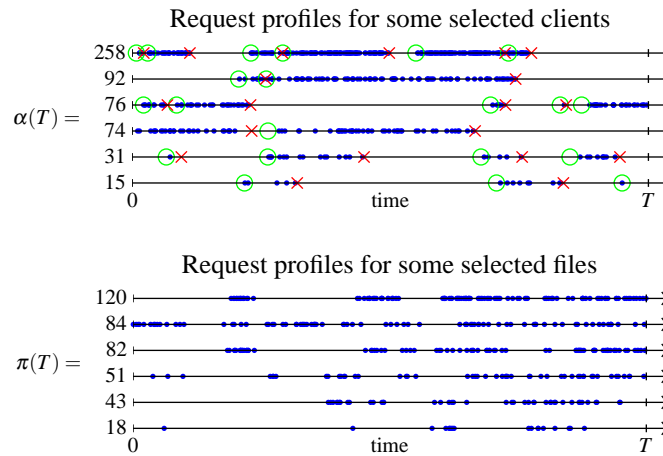 Request profiles for some selected clients
258
92
76
α(T) =
74
31
15
0 time T
Request profiles for some selected files
120
84
82
π(T) =
51
43
18
0 time T